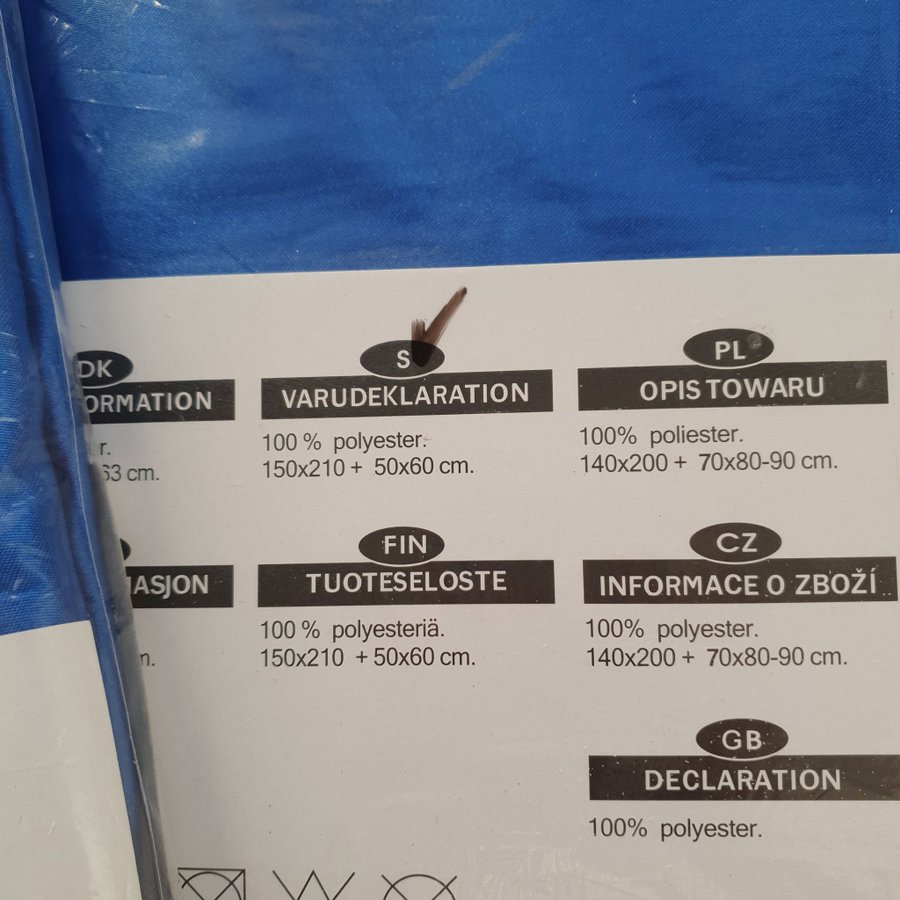 DK
ORMATION
r.
63 cm.
ASJON
S
VARUDEKLARATION
100 % polyester.
150x210 + 50x60 cm.
FIN
TUOTESELOSTE
100 % polyesteriä.
150x210 + 50x60 cm.
PL
OPIS TOWARU
100% poliester.
140x200 + 70x80-90 cm.
CZ
INFORMACE O ZBOŽÍ
100% polyester.
140x200 + 70x80-90 cm.
GB
DECLARATION
100% polyester.